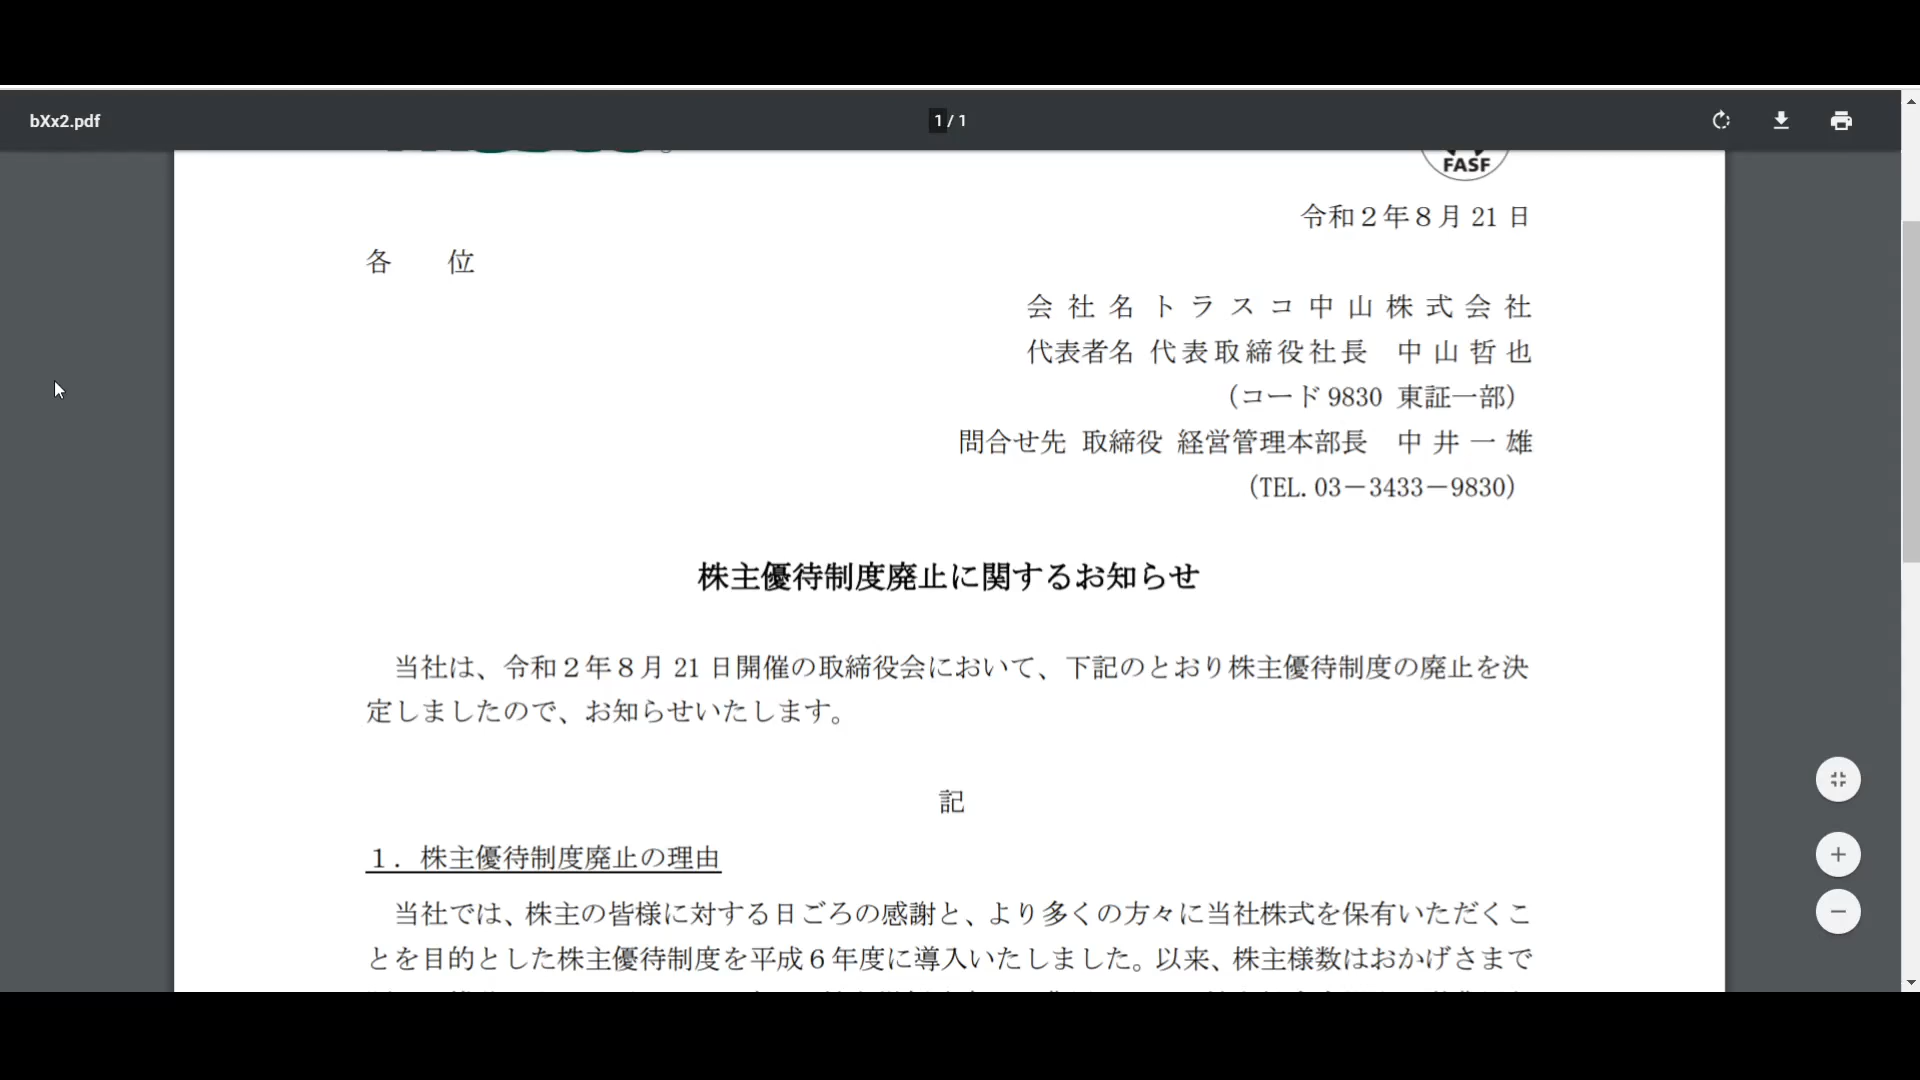 bXx2.pdf
1 / 1
FASF
令和２年８月 21 日
各　　位
会 社 名 ト ラ ス コ 中 山 株 式 会 社
代表者名 代表取締役社長　中 山 哲 也
（コード 9830 東証一部）
問合せ先 取締役 経営管理本部長　中 井 一 雄
（TEL. 03－3433－9830）
株主優待制度廃止に関するお知らせ
当社は、令和２年８月 21 日開催の取締役会において、下記のとおり株主優待制度の廃止を決
定しましたので、お知らせいたします。
記
１．株主優待制度廃止の理由
当社では、株主の皆様に対する日ごろの感謝と、より多くの方々に当社株式を保有いただくこ
とを目的とした株主優待制度を平成６年度に導入いたしました。以来、株主様数はおかげさまで